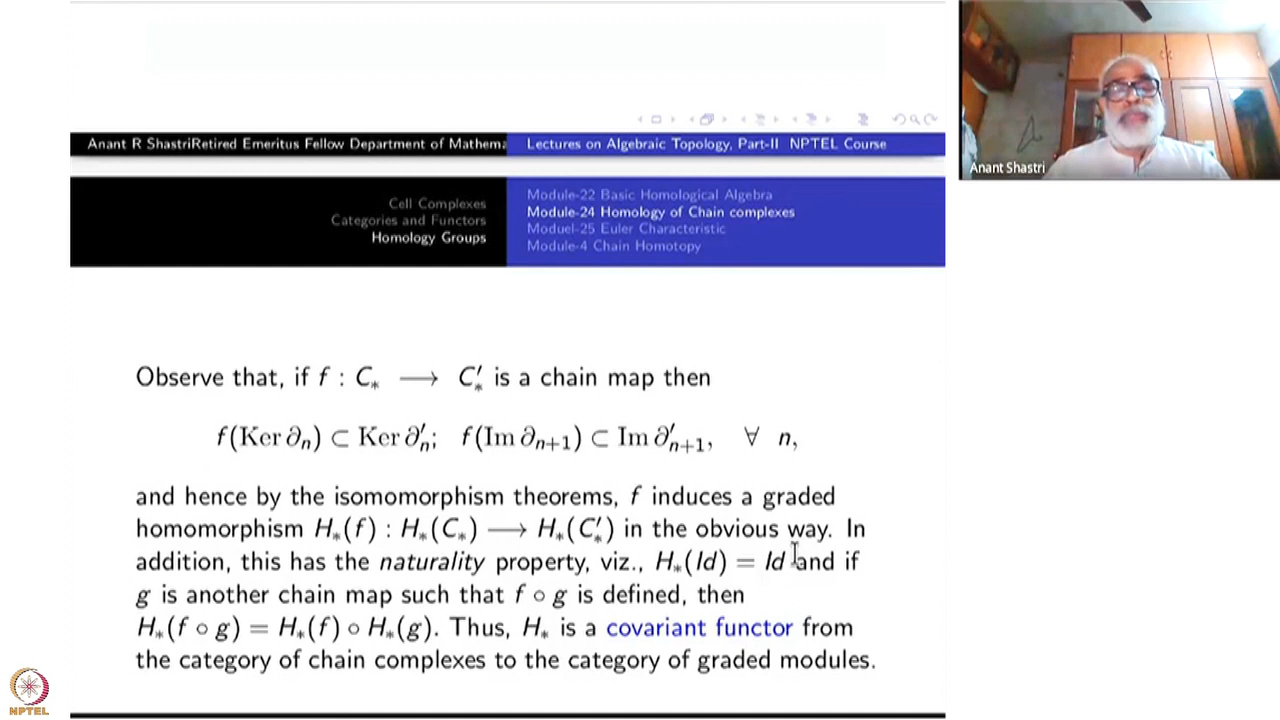 Anant R ShastriRetired Emeritus Fellow Department of Mathema
Lectures on Algebraic Topology, Part-II NPTEL Course
Cell Complexes
Categories and Functors
Homology Groups
Module-22 Basic Homological Algebra
Module-24 Homology of Chain complexes
Moduel-25 Euler Characteristic
Module-4 Chain Homotopy
Observe that, if f : C_* ⟶ C'_* is a chain map then
f(Ker ∂_n) ⊂ Ker ∂'_n; f(Im ∂_{n+1}) ⊂ Im ∂'_{n+1}, ∀ n,
and hence by the isomomorphism theorems, f induces a graded
homomorphism H_*(f) : H_*(C_*) ⟶ H_*(C'_*) in the obvious way. In
addition, this has the naturality property, viz., H_*(Id) = Id and if
g is another chain map such that f ∘ g is defined, then
H_*(f ∘ g) = H_*(f) ∘ H_*(g). Thus, H_* is a covariant functor from
the category of chain complexes to the category of graded modules.
Anant Shastri
NPTEL